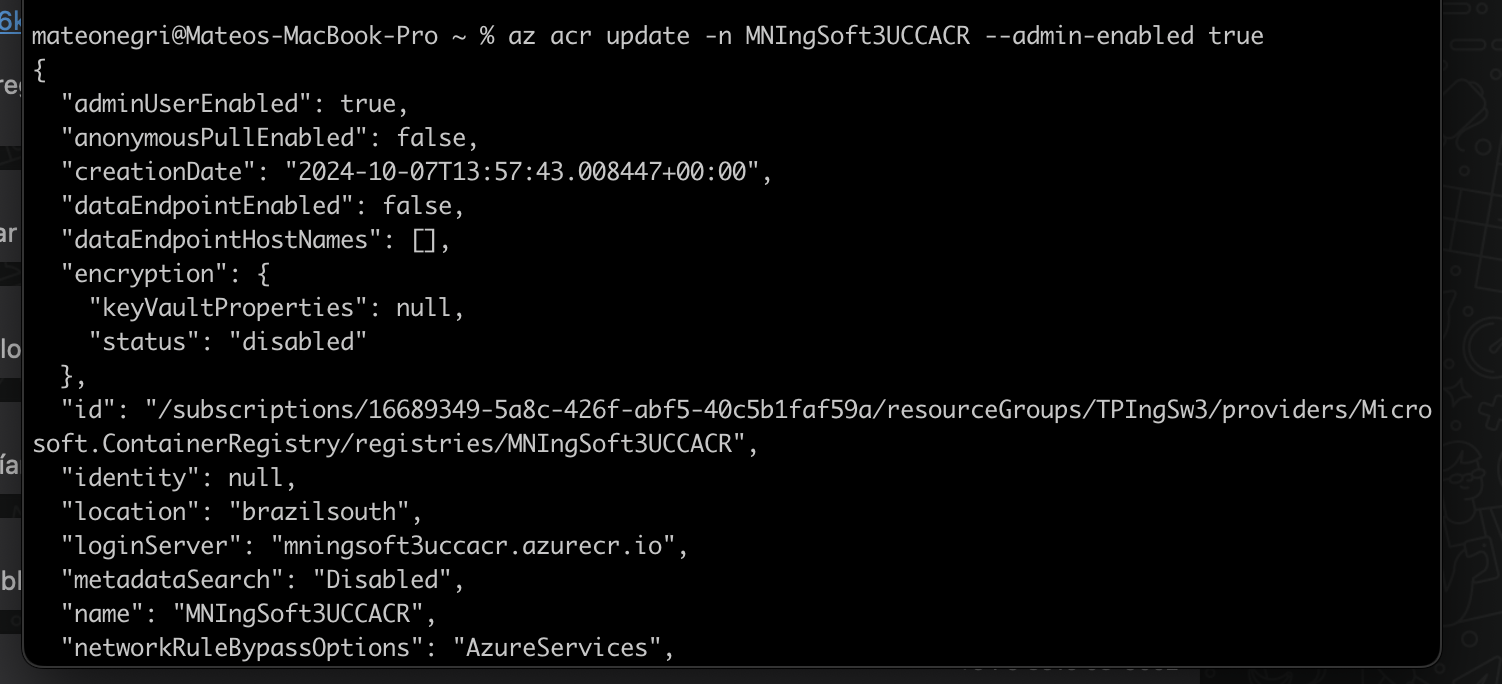 mateonegri@Mateos-MacBook-Pro ~ % az acr update -n MNIngSoft3UCCACR --admin-enabled true
{
  "adminUserEnabled": true,
  "anonymousPullEnabled": false,
  "creationDate": "2024-10-07T13:57:43.008447+00:00",
  "dataEndpointEnabled": false,
  "dataEndpointHostNames": [],
  "encryption": {
    "keyVaultProperties": null,
    "status": "disabled"
  },
  "id": "/subscriptions/16689349-5a8c-426f-abf5-40c5b1faf59a/resourceGroups/TPIngSw3/providers/Micro
soft.ContainerRegistry/registries/MNIngSoft3UCCACR",
  "identity": null,
  "location": "brazilsouth",
  "loginServer": "mningsoft3uccacr.azurecr.io",
  "metadataSearch": "Disabled",
  "name": "MNIngSoft3UCCACR",
  "networkRuleBypassOptions": "AzureServices",